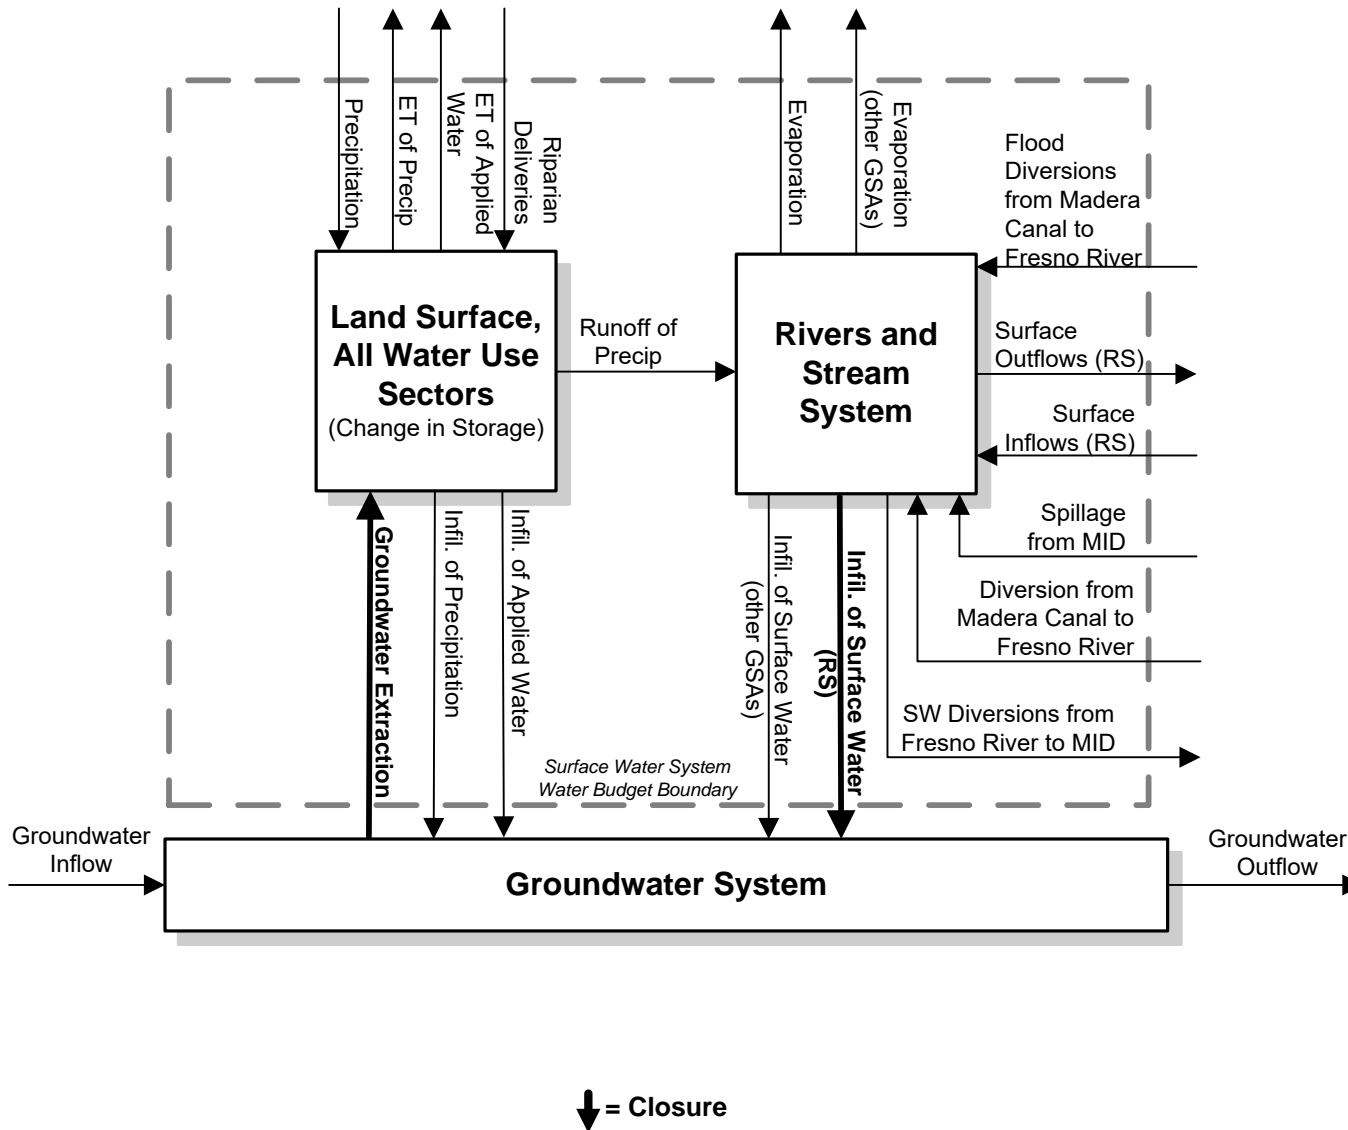 Precipitation
ET of Precip
ET of Applied
Water
Riparian
Deliveries
Evaporation
Evaporation
(other GSAs)
Flood
Diversions
from Madera
Canal to
Fresno River
Land Surface,
All Water Use
Sectors
(Change in Storage)
Runoff of
Precip
Rivers and
Stream
System
Surface
Outflows (RS)
Surface
Inflows (RS)
Spillage
from MID
Diversion from
Madera Canal to
Fresno River
SW Diversions from
Fresno River to MID
Groundwater Extraction
Infil. of Precipitation
Infil. of Applied Water
Infil. of Surface Water
(other GSAs)
Infil. of Surface Water
(RS)
Surface Water System
Water Budget Boundary
Groundwater
Inflow
Groundwater System
Groundwater
Outflow
= Closure